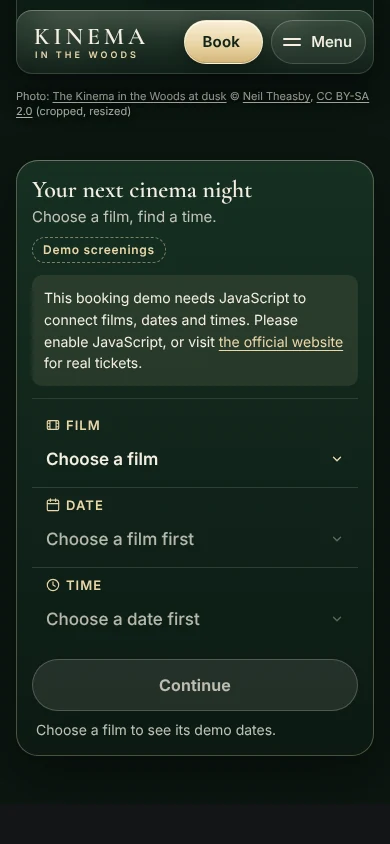 KINEMA
IN THE WOODS
Book
Menu
Photo: The Kinema in the Woods at dusk © Neil Theasby, CC BY-SA
2.0 (cropped, resized)
Your next cinema night
Choose a film, find a time.
Demo screenings
This booking demo needs JavaScript to
connect films, dates and times. Please
enable JavaScript, or visit the official website
for real tickets.
FILM
Choose a film
DATE
Choose a film first
TIME
Choose a date first
Continue
Choose a film to see its demo dates.